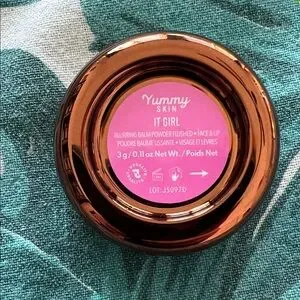 Yummy
SKIN
IT GIRL
BLURRING BALM POWDER FLUSHED • FACE & LIP
POUDRE BAUME LISSANTE • VISAGE ET LÈVRES
3 g / 0.11 oz Net Wt. / Poids Net
LOT: J50970